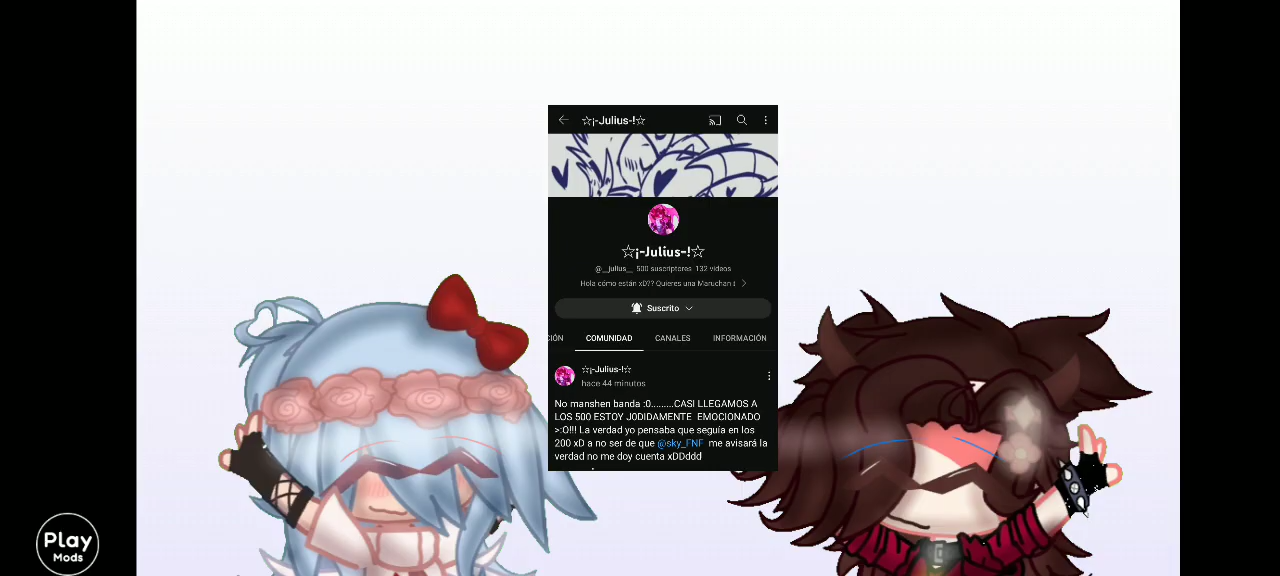 ☆¡-Julius-!☆
☆¡-Julius-!☆
@__julius__ 500 suscriptores 132 videos
Hola cómo están xD?? Quieres una Maruchan
Suscrito
CIÓN COMUNIDAD CANALES INFORMACIÓN
☆¡-Julius-!☆
hace 44 minutos
No manshen banda :0.........CASI LLEGAMOS A
LOS 500 ESTOY J0DIDAMENTE EMOCIONADO
>:O!!! La verdad yo pensaba que seguía en los
200 xD a no ser de que @sky_FNF me avisará la
verdad no me doy cuenta xDDddd
Play
Mods